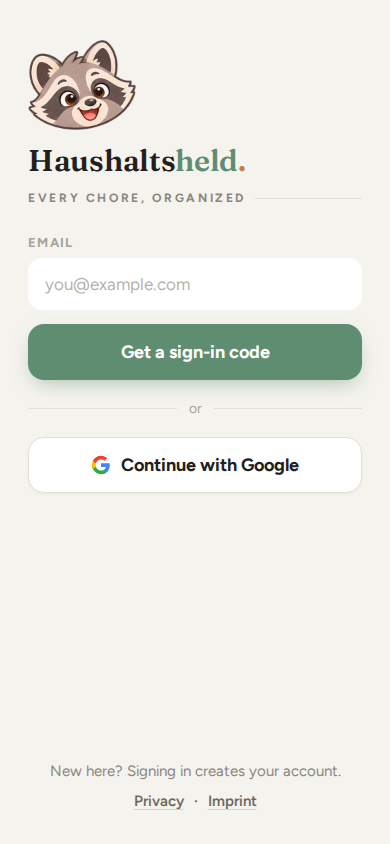 Haushaltsheld.
EVERY CHORE, ORGANIZED
EMAIL
you@example.com
Get a sign-in code
or
Continue with Google
New here? Signing in creates your account.
Privacy · Imprint